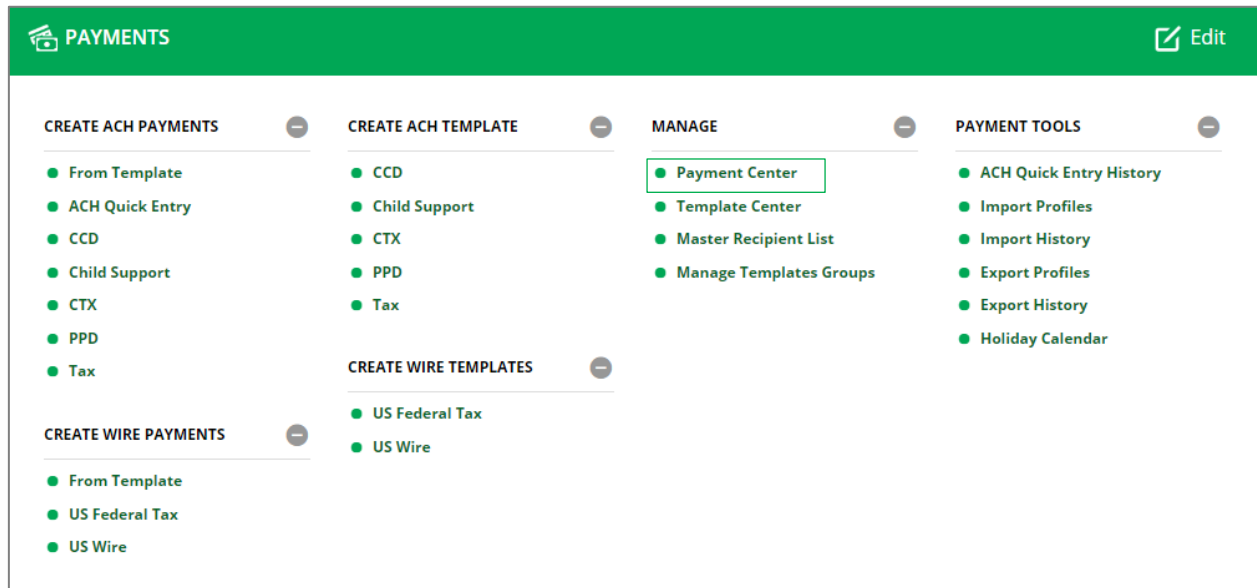 PAYMENTS
Edit
CREATE ACH PAYMENTS
From Template
ACH Quick Entry
CCD
Child Support
CTX
PPD
Tax
CREATE WIRE PAYMENTS
From Template
US Federal Tax
US Wire
CREATE ACH TEMPLATE
CCD
Child Support
CTX
PPD
Tax
CREATE WIRE TEMPLATES
US Federal Tax
US Wire
MANAGE
Payment Center
Template Center
Master Recipient List
Manage Templates Groups
PAYMENT TOOLS
ACH Quick Entry History
Import Profiles
Import History
Export Profiles
Export History
Holiday Calendar